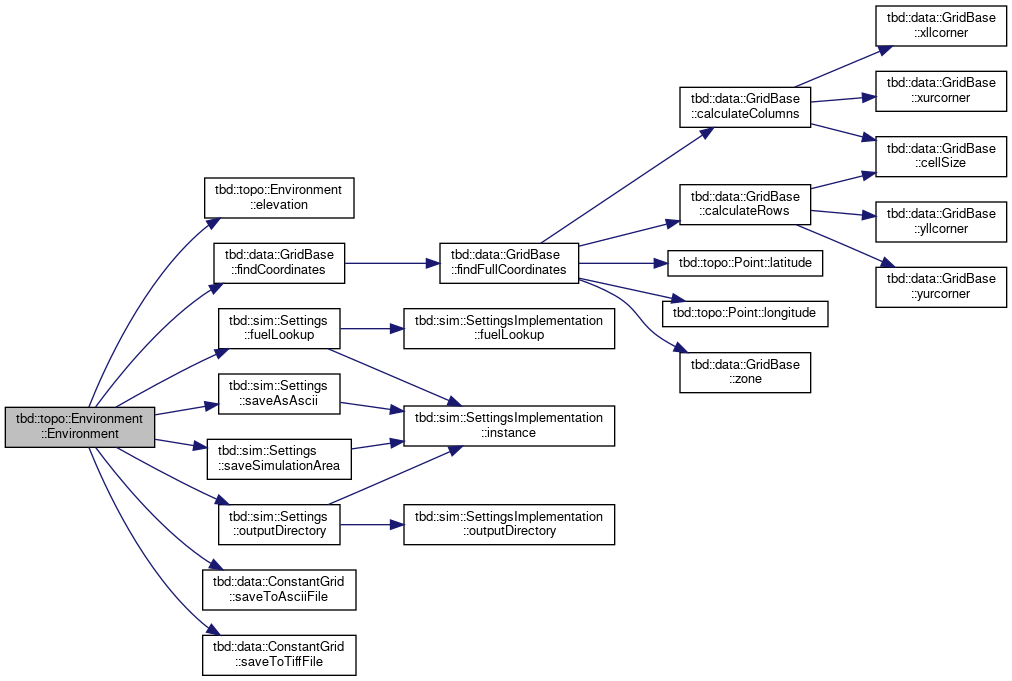 tbd::data::GridBase
::xllcorner
tbd::data::GridBase
::xurcorner
tbd::data::GridBase
::calculateColumns
tbd::data::GridBase
::cellSize
tbd::topo::Environment
::elevation
tbd::data::GridBase
::calculateRows
tbd::data::GridBase
::yllcorner
tbd::data::GridBase
::findCoordinates
tbd::data::GridBase
::findFullCoordinates
tbd::topo::Point::latitude
tbd::data::GridBase
::yurcorner
tbd::topo::Point::longitude
tbd::sim::Settings
::fuelLookup
tbd::sim::SettingsImplementation
::fuelLookup
tbd::data::GridBase
::zone
tbd::sim::Settings
::saveAsAscii
tbd::topo::Environment
::Environment
tbd::sim::SettingsImplementation
::instance
tbd::sim::Settings
::saveSimulationArea
tbd::sim::Settings
::outputDirectory
tbd::sim::SettingsImplementation
::outputDirectory
tbd::data::ConstantGrid
::saveToAsciiFile
tbd::data::ConstantGrid
::saveToTiffFile